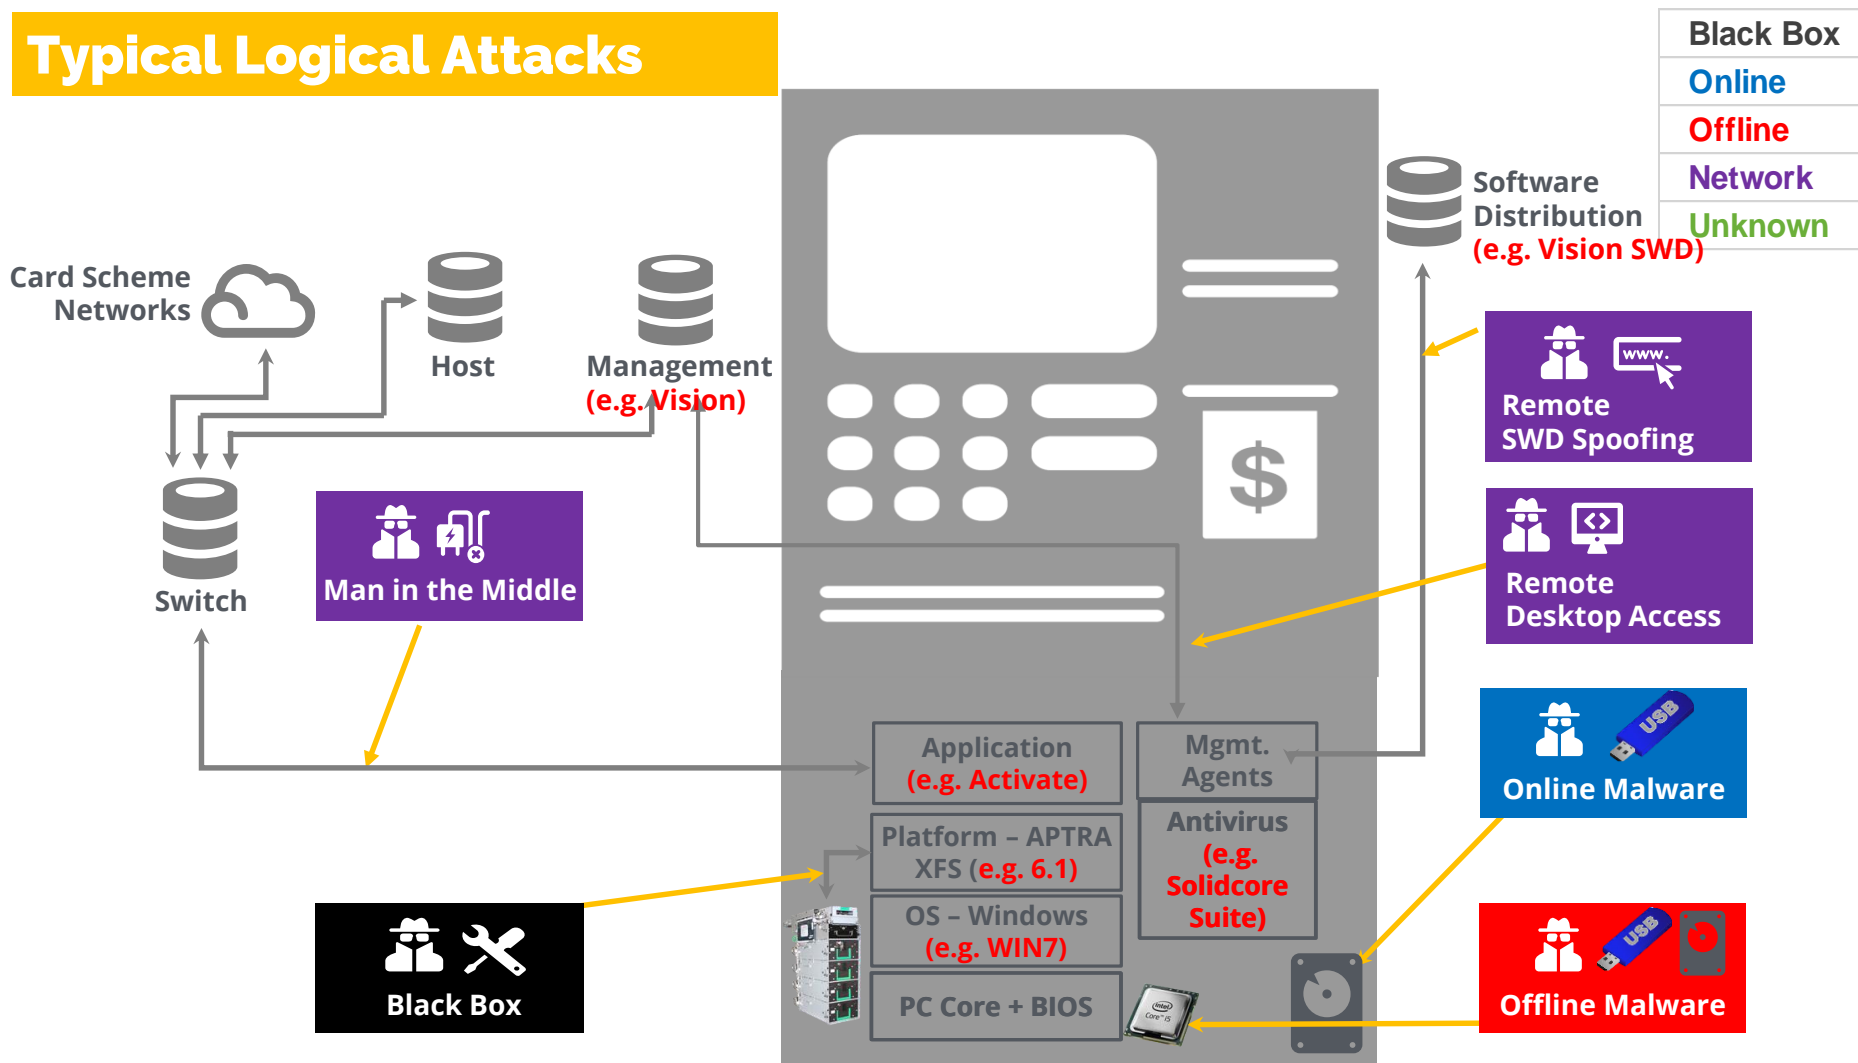 Typical Logical Attacks
Black Box
Online
Offline
Network
Unknown
Software
Distribution
(e.g. Vision SWD)
Card Scheme
Networks
Host
Management
(e.g. Vision)
www.
Remote
SWD Spoofing
Switch
Man in the Middle
Remote
Desktop Access
$
Application
(e.g. Activate)
Mgmt.
Agents
USB
Online Malware
Platform – APTRA
XFS (e.g. 6.1)
Antivirus
(e.g.
Solidcore
Suite)
OS – Windows
(e.g. WIN7)
Black Box
PC Core + BIOS
intel
Core™ i5
USB
Offline Malware